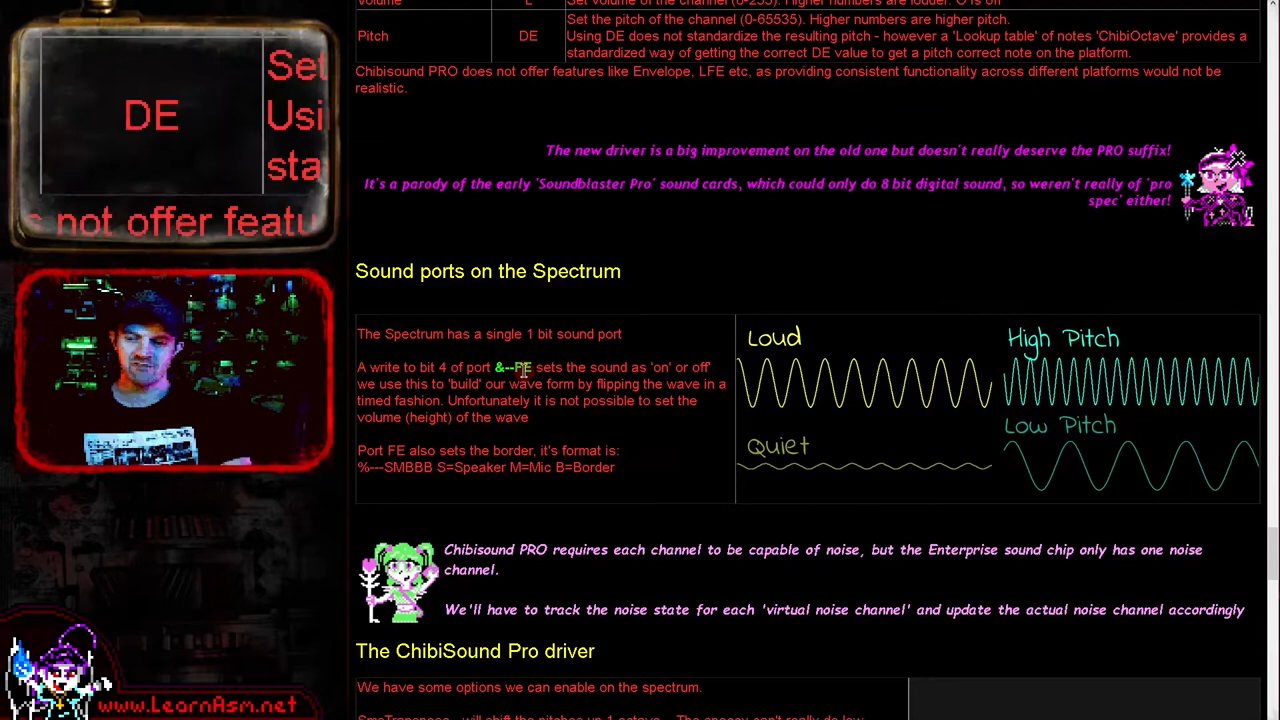 Volume L Set volume of the channel (0-255). Higher numbers are louder. 0 is off
Set the pitch of the channel (0-65535). Higher numbers are higher pitch.
Pitch DE Using DE does not standardize the resulting pitch - however a 'Lookup table' of notes 'ChibiOctave' provides a
standardized way of getting the correct DE value to get a pitch correct note on the platform.
Chibisound PRO does not offer features like Envelope, LFE etc, as providing consistent functionality across different platforms would not be
realistic.
Set
DE Usi
sta
s not offer featu
The new driver is a big improvement on the old one but doesn't really deserve the PRO suffix!
It's a parody of the early 'Soundblaster Pro' sound cards, which could only do 8 bit digital sound, so weren't really of 'pro
spec' either!
Sound ports on the Spectrum
The Spectrum has a single 1 bit sound port
A write to bit 4 of port &--FE sets the sound as 'on' or off'
we use this to 'build' our wave form by flipping the wave in a
timed fashion. Unfortunately it is not possible to set the
volume (height) of the wave
Port FE also sets the border, it's format is:
%---SMBBB S=Speaker M=Mic B=Border
Loud
Quiet
High Pitch
Low Pitch
Chibisound PRO requires each channel to be capable of noise, but the Enterprise sound chip only has one noise
channel.
We'll have to track the noise state for each 'virtual noise channel' and update the actual noise channel accordingly
The ChibiSound Pro driver
We have some options we can enable on the spectrum.
www.LearnAsm.net